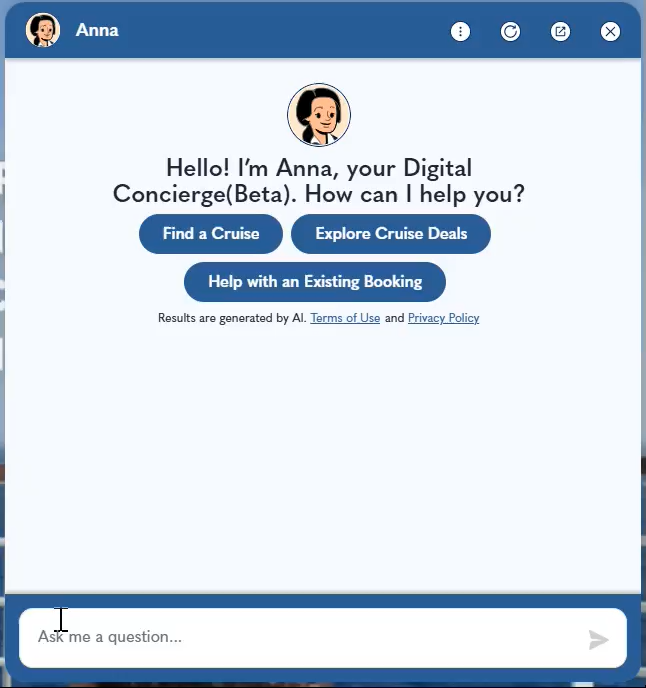 Anna
Hello! I'm Anna, your Digital
Concierge(Beta). How can I help you?
Find a Cruise
Explore Cruise Deals
Help with an Existing Booking
Results are generated by AI. Terms of Use and Privacy Policy
Ask me a question...